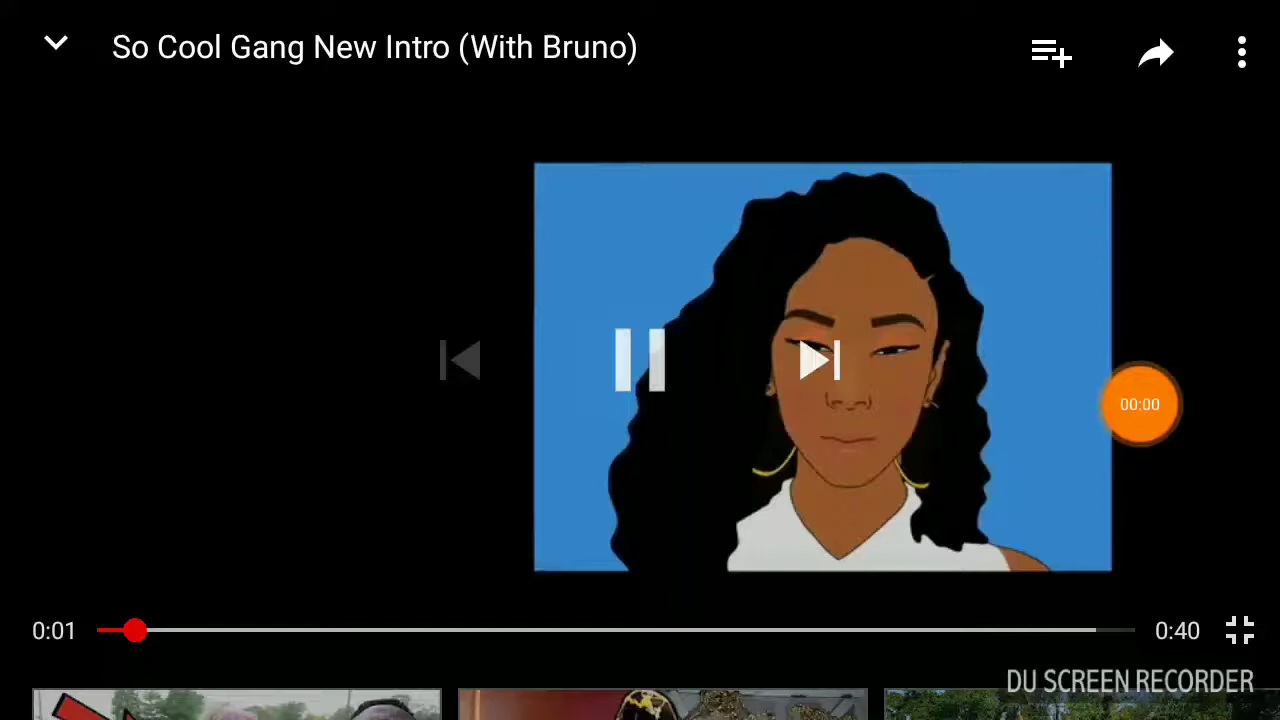 So Cool Gang New Intro (With Bruno)
00:00
0:01
0:40
DU SCREEN RECORDER